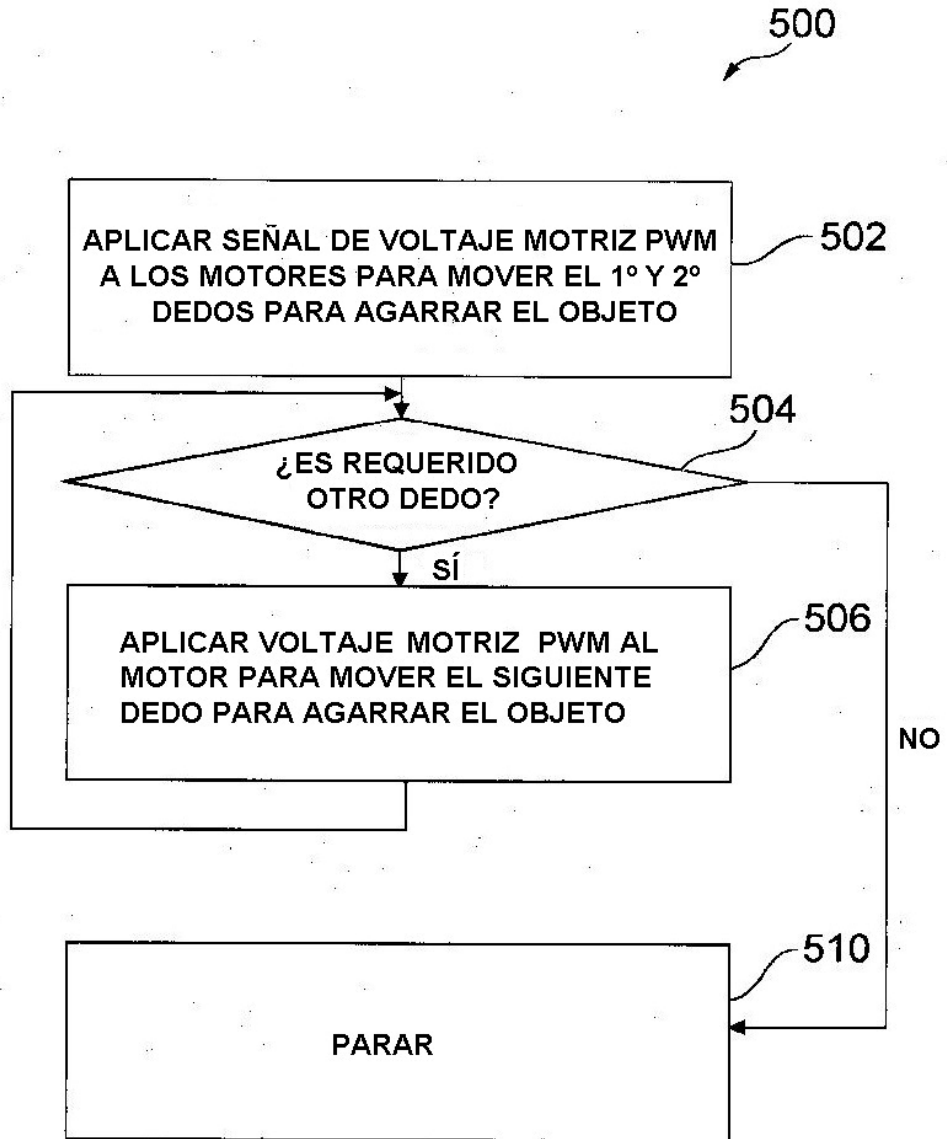 500
APLICAR SEÑAL DE VOLTAJE MOTRIZ PWM
A LOS MOTORES PARA MOVER EL 1º Y 2º
DEDOS PARA AGARRAR EL OBJETO
502
504
¿ES REQUERIDO
OTRO DEDO?
SÍ
506
APLICAR VOLTAJE MOTRIZ PWM AL
MOTOR PARA MOVER EL SIGUIENTE
DEDO PARA AGARRAR EL OBJETO
NO
510
PARAR